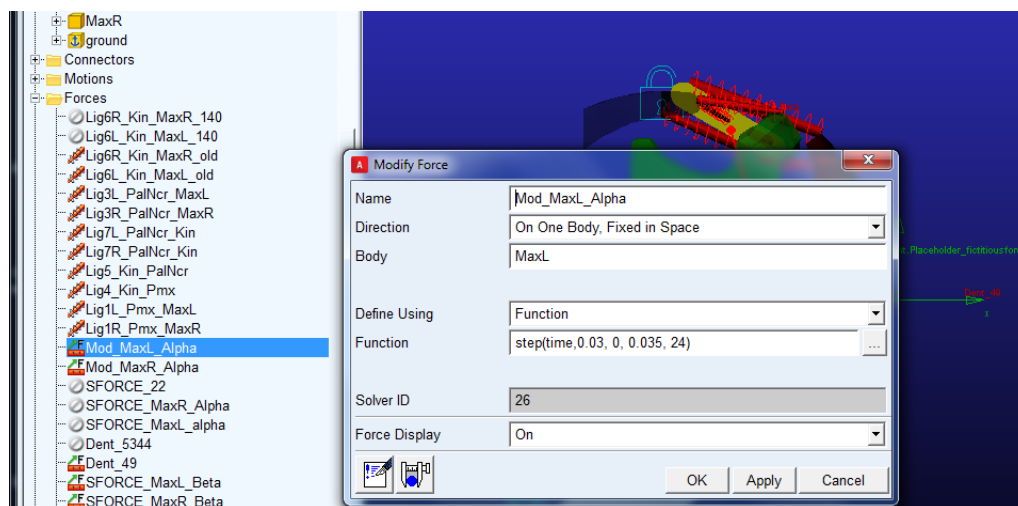 MaxR
ground
Connectors
Motions
Forces
Lig6R_Kin_MaxR_140
Lig6L_Kin_MaxL_140
Lig6R_Kin_MaxR_old
Lig6L_Kin_MaxL_old
Lig3L_PalNcr_MaxL
Lig3R_PalNcr_MaxR
Lig7L_PalNcr_Kin
Lig7R_PalNcr_Kin
Lig5_Kin_PalNcr
Lig4_Kin_Pmx
Lig1L_Pmx_MaxL
Lig1R_Pmx_MaxR
Mod_MaxL_Alpha
Mod_MaxR_Alpha
SFORCE_22
SFORCE_MaxR_Alpha
SFORCE_MaxL_alpha
Dent_5344
Dent_49
SFORCE_MaxL_Beta
SFORCE_MaxR_Beta
A Modify Force
Name Mod_MaxL_Alpha
Direction On One Body, Fixed in Space
Body MaxL
Define Using Function
Function step(time,0.03, 0, 0.035, 24) ...
Solver ID 26
Force Display On
OK Apply Cancel
x